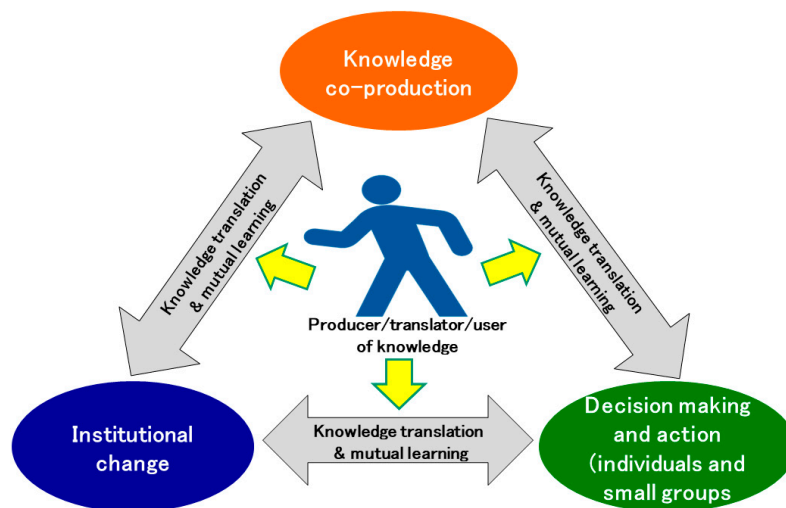 Knowledge
co-production
Knowledge translation
& mutual learning
Knowledge translation
& mutual learning
Producer/translator/user
of knowledge
Institutional
change
Knowledge translation
& mutual learning
Decision making
and action
(individuals and
small groups